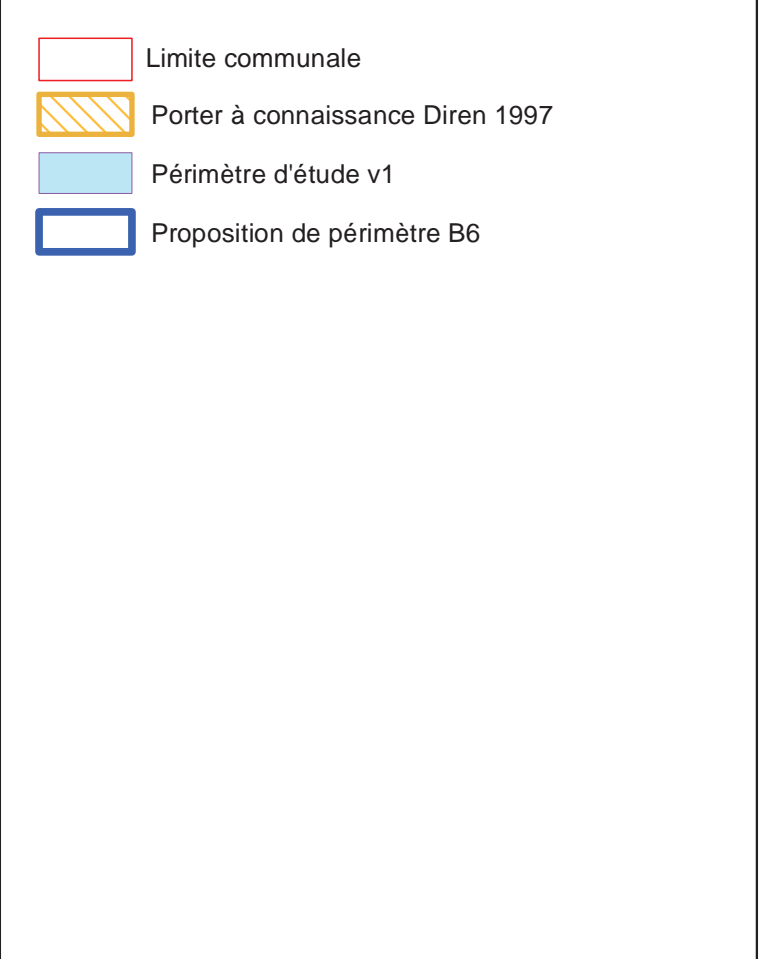 Limite communale
Porter à connaissance Diren 1997
Périmètre d'étude v1
Proposition de périmètre B6